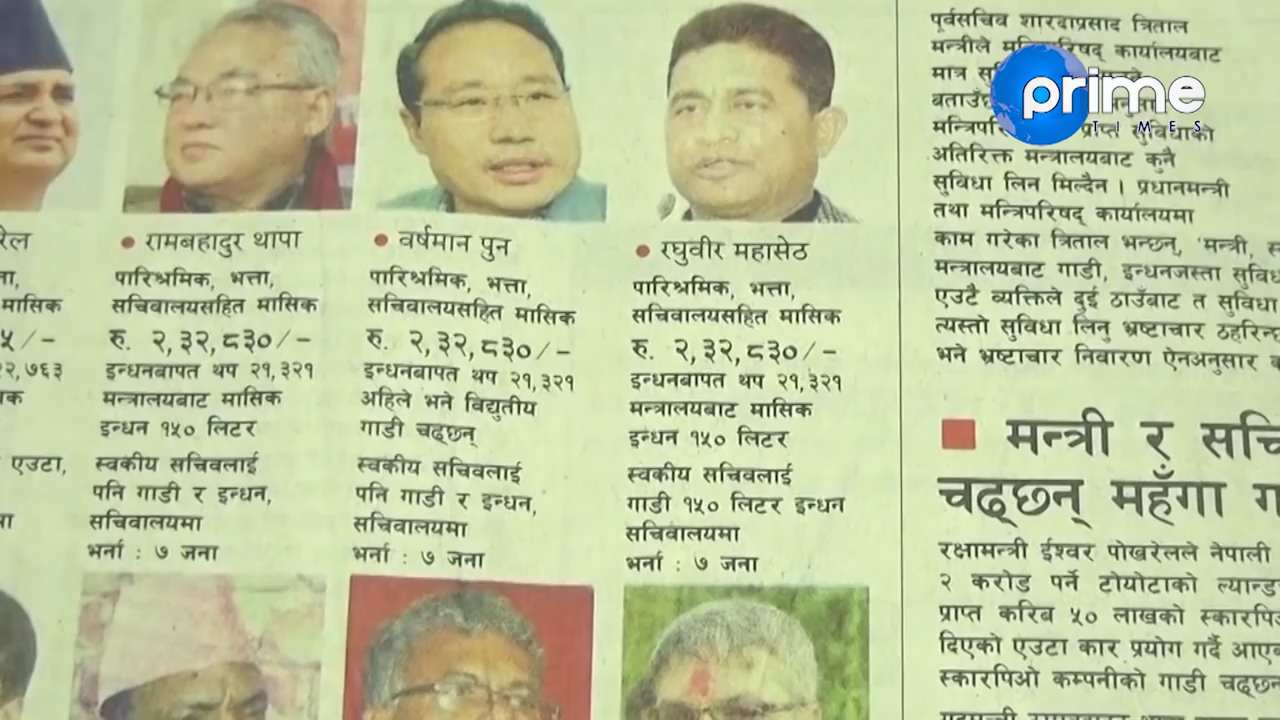 रेल
ता,
मासिक
५/-
२२,७६३
एउटा,
● रामबहादुर थापा
पारिश्रमिक, भत्ता,
सचिवालयसहित मासिक
रु. २,३२,८३०/-
इन्धनबापत थप २१,३२१
मन्त्रालयबाट मासिक
इन्धन १५० लिटर
स्वकीय सचिवलाई
पनि गाडी र इन्धन,
सचिवालयमा
भर्ना : ७ जना
● वर्षमान पुन
पारिश्रमिक, भत्ता,
सचिवालयसहित मासिक
रु. २,३२,८३०/-
इन्धनबापत थप २१,३२१
अहिले भने विद्युतीय
गाडी चढ्छन्
स्वकीय सचिवलाई
पनि गाडी र इन्धन,
सचिवालयमा
भर्ना : ७ जना
● रघुवीर महासेठ
पारिश्रमिक, भत्ता,
सचिवालयसहित मासिक
रु. २,३२,८३०/-
इन्धनबापत थप २१,३२१
मन्त्रालयबाट मासिक
इन्धन १५० लिटर
स्वकीय सचिवलाई
गाडी १५० लिटर इन्धन
सचिवालयमा
भर्ना : ७ जना
prime
TIMES
पूर्वसचिव शारदाप्रसाद त्रिताल
मन्त्रीले मन्त्रिपरिषद् कार्यालयबाट
मात्र
प्राप्त सुविधाको
अतिरिक्त मन्त्रालयबाट कुनै
सुविधा लिन मिल्दैन । प्रधानमन्त्री
तथा मन्त्रिपरिषद् कार्यालयमा
काम गरेका त्रिताल भन्छन्, 'मन्त्री,
मन्त्रालयबाट गाडी, इन्धनजस्ता
एउटै व्यक्तिले दुई ठाउँबाट त सुविधा
त्यस्तो सुविधा लिनु भ्रष्टाचार
भने भ्रष्टाचार निवारण ऐनअनुसार
मन्त्री र
चढ्छन् महँगा
रक्षामन्त्री ईश्वर पोखरेलले नेपाली
२ करोड पर्ने टोयोटाको ल्यान्ड
प्राप्त करिब ५० लाखको
दिएको एउटा कार प्रयोग गर्दै
स्कारपिओ कम्पनीको गाडी